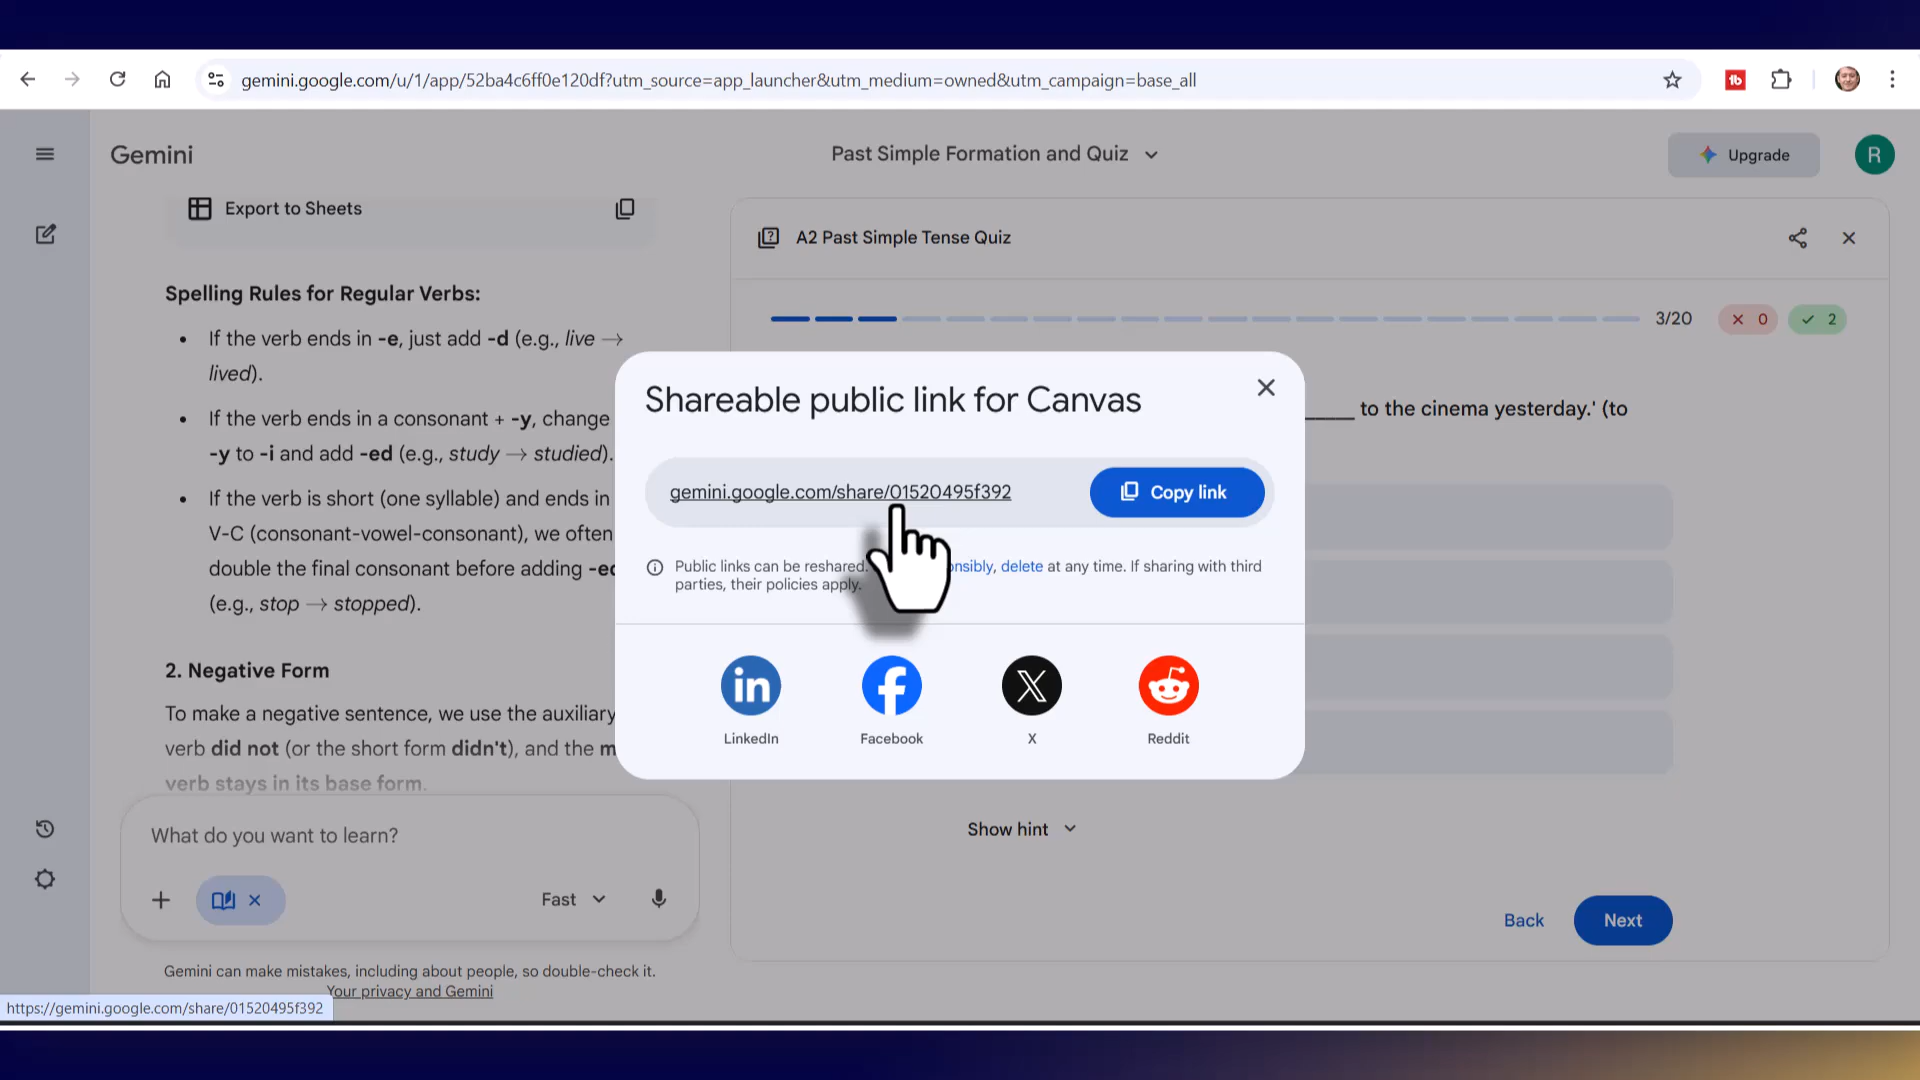 gemini.google.com/u/1/app/52ba4c6ff0e120df?utm_source=app_launcher&utm_medium=owned&utm_campaign=base_all
Gemini
Past Simple Formation and Quiz
Upgrade
R
Export to Sheets
A2 Past Simple Tense Quiz
Spelling Rules for Regular Verbs:
• If the verb ends in -e, just add -d (e.g., live →
lived).
• If the verb ends in a consonant + -y, change
-y to -i and add -ed (e.g., study → studied).
• If the verb is short (one syllable) and ends in
V-C (consonant-vowel-consonant), we often
double the final consonant before adding
(e.g., stop → stopped).
2. Negative Form
To make a negative sentence, we use the auxiliary
verb did not (or the short form didn't), and the
verb stays in its base form.
3/20
0
2
to the cinema yesterday.' (to
Shareable public link for Canvas
gemini.google.com/share/01520495f392
Copy link
Public links can be reshared. delete at any time. If sharing with third
parties, their policies apply.
in
LinkedIn
Facebook
X
Reddit
What do you want to learn?
Fast
Show hint
Back
Next
Gemini can make mistakes, including about people, so double-check it.
Your privacy and Gemini
https://gemini.google.com/share/01520495f392